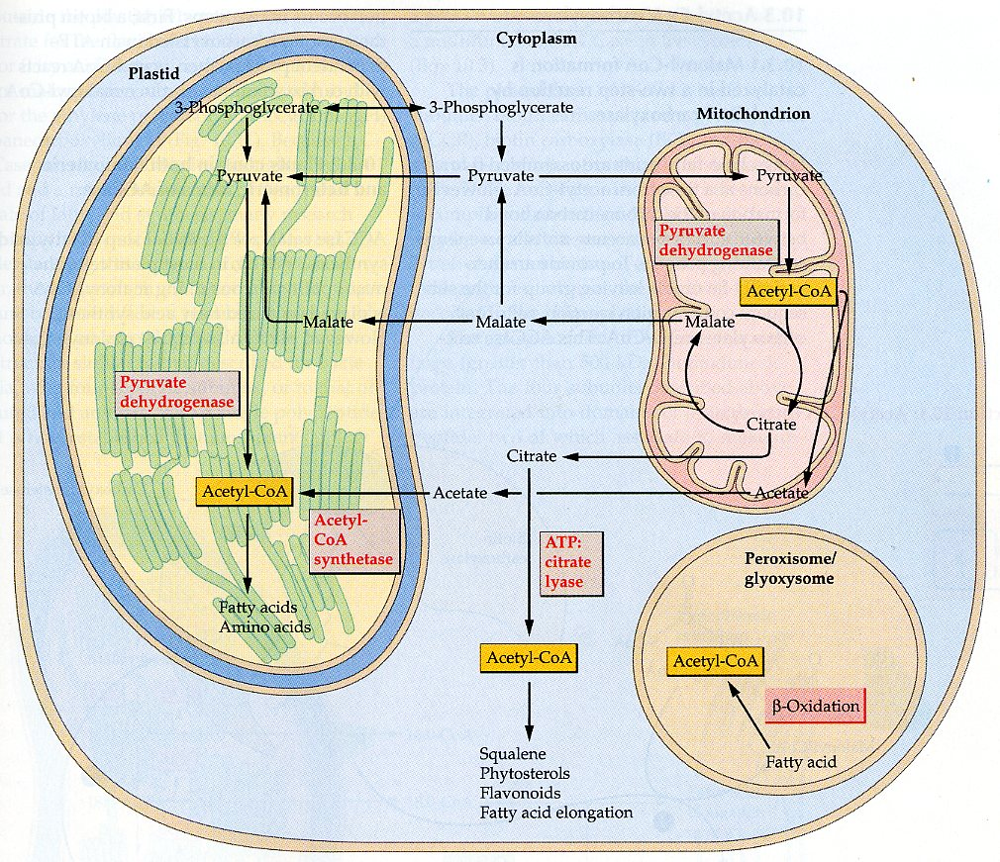 Cytoplasm
Plastid
3-Phosphoglycerate
3-Phosphoglycerate
Mitochondrion
Pyruvate
Pyruvate
Pyruvate
Pyruvate
dehydrogenase
Acetyl-CoA
Malate
Malate
Malate
Pyruvate
dehydrogenase
Citrate
Citrate
Acetyl-CoA
Acetate
Acetate
Acetyl-
CoA
synthetase
ATP:
citrate
lyase
Peroxisome/
glyoxysome
Fatty acids
Amino acids
Acetyl-CoA
Acetyl-CoA
β-Oxidation
Fatty acid
Squalene
Phytosterols
Flavonoids
Fatty acid elongation